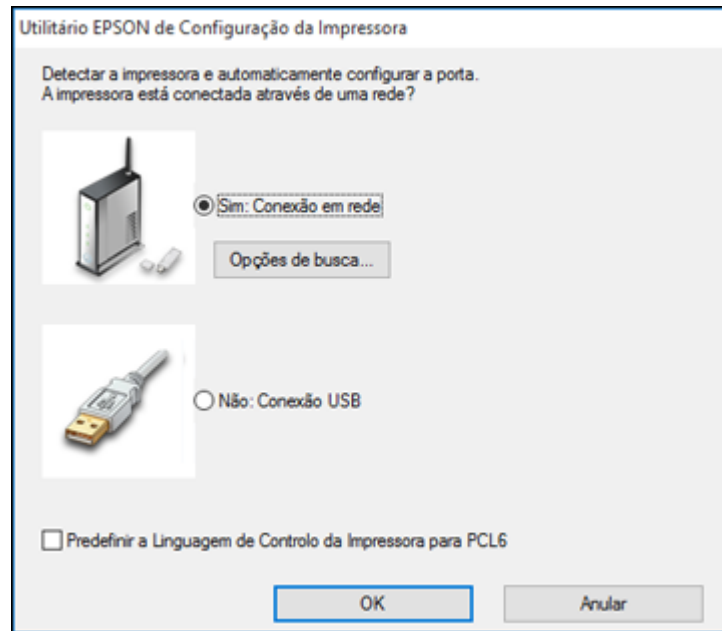 Utilitário EPSON de Configuração da Impressora
Detectar a impressora e automaticamente configurar a porta.
A impressora está conectada através de uma rede?
Sim: Conexão em rede
Opções de busca...
Não: Conexão USB
Predefinir a Linguagem de Controlo da Impressora para PCL6
OK
Anular